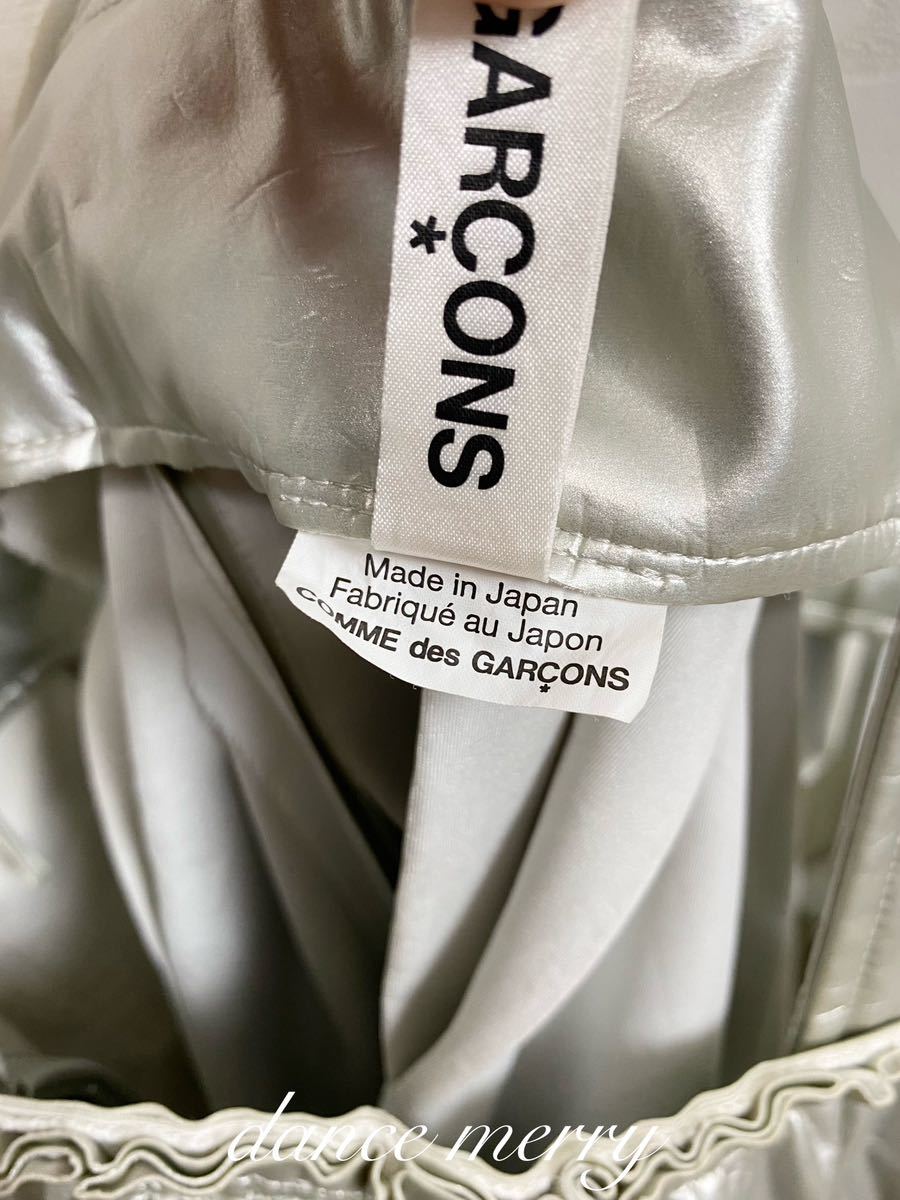 GARÇONS
Made in Japan
Fabriqué au Japon
COMME des GARÇONS
dance merry